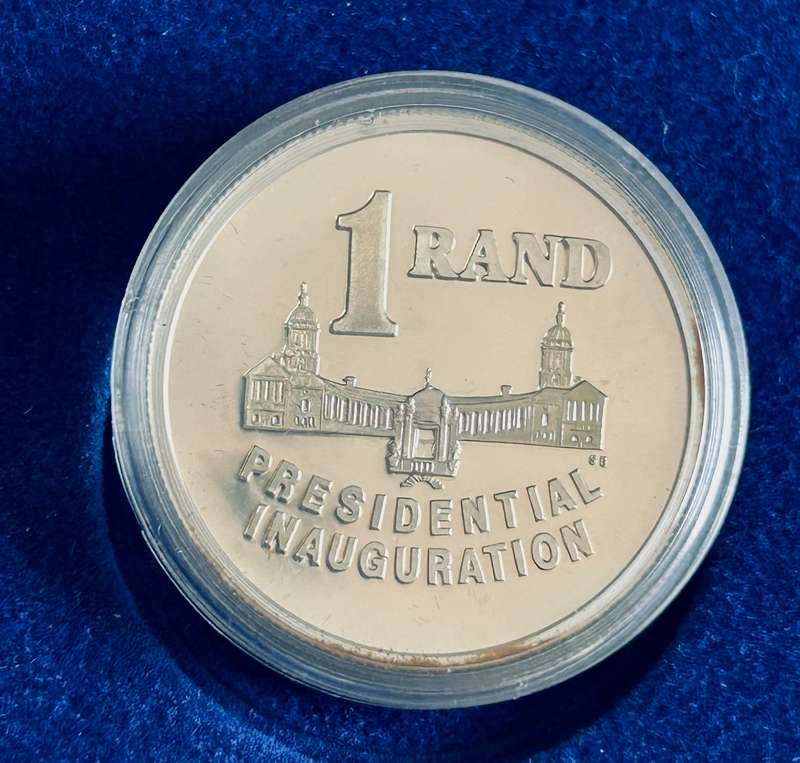 1 RAND
PRESIDENTIAL
INAUGURATION